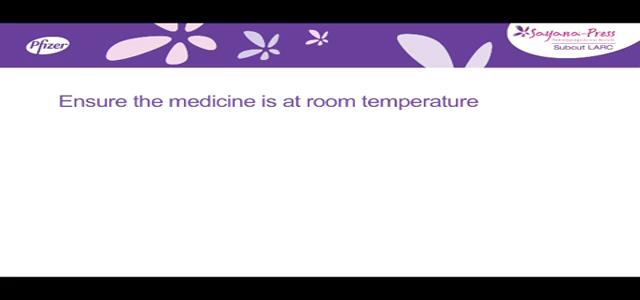 Pfizer
Sayana-Press
Subcut LARC
Ensure the medicine is at room temperature